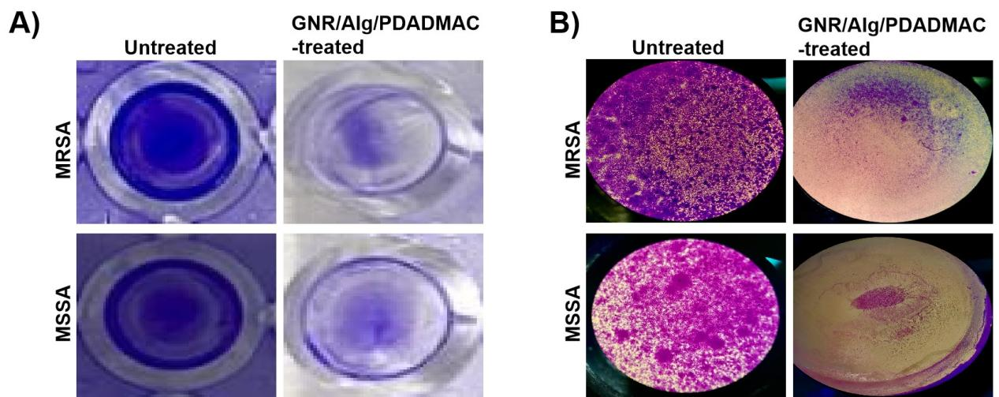 A)
Untreated
GNR/Alg/PDADMAC
-treated
MRSA
MSSA
B)
Untreated
GNR/Alg/PDADMAC
-treated
MRSA
MSSA